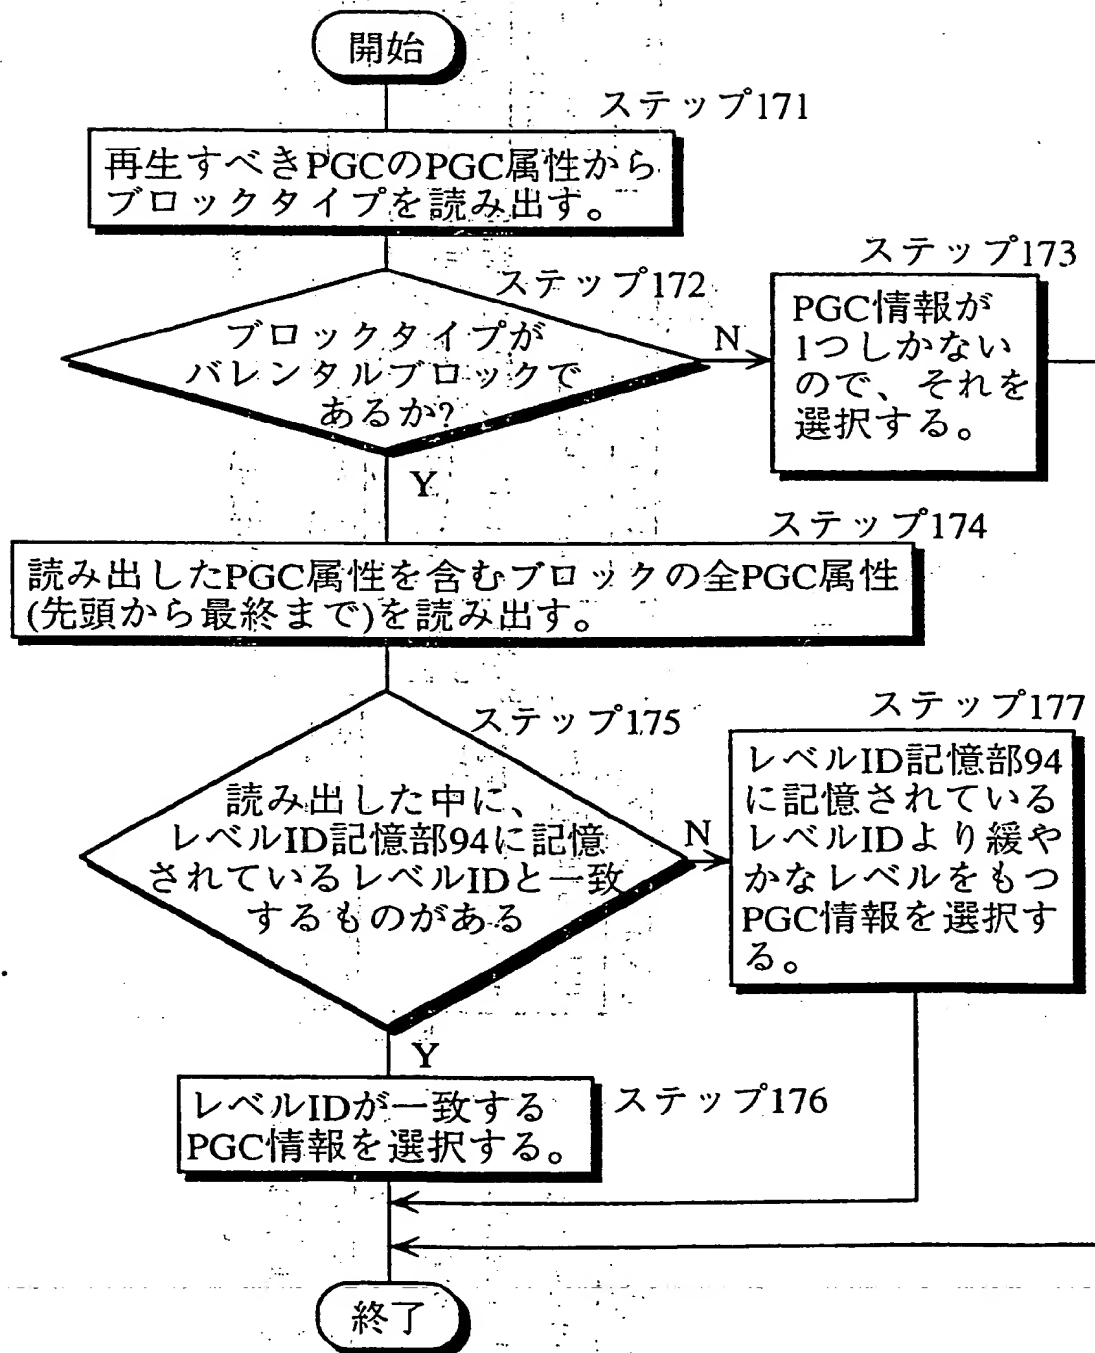 開始
ステップ171
再生すべきPGCのPGC属性から
ブロックタイプを読み出す。
ステップ172
ブロックタイプが
バレンタルブロックで
あるか?
N
Y
ステップ173
PGC情報が
1つしかない
ので、それを
選択する。
ステップ174
読み出したPGC属性を含むブロックの全PGC属性
(先頭から最終まで)を読み出す。
ステップ175
読み出した中に、
レベルID記憶部94に記憶
されているレベルIDと一致
するものがある
N
Y
ステップ177
レベルID記憶部94
に記憶されている
レベルIDより緩や
かなレベルをもつ
PGC情報を選択す
る。
ステップ176
レベルIDが一致する
PGC情報を選択する。
終了